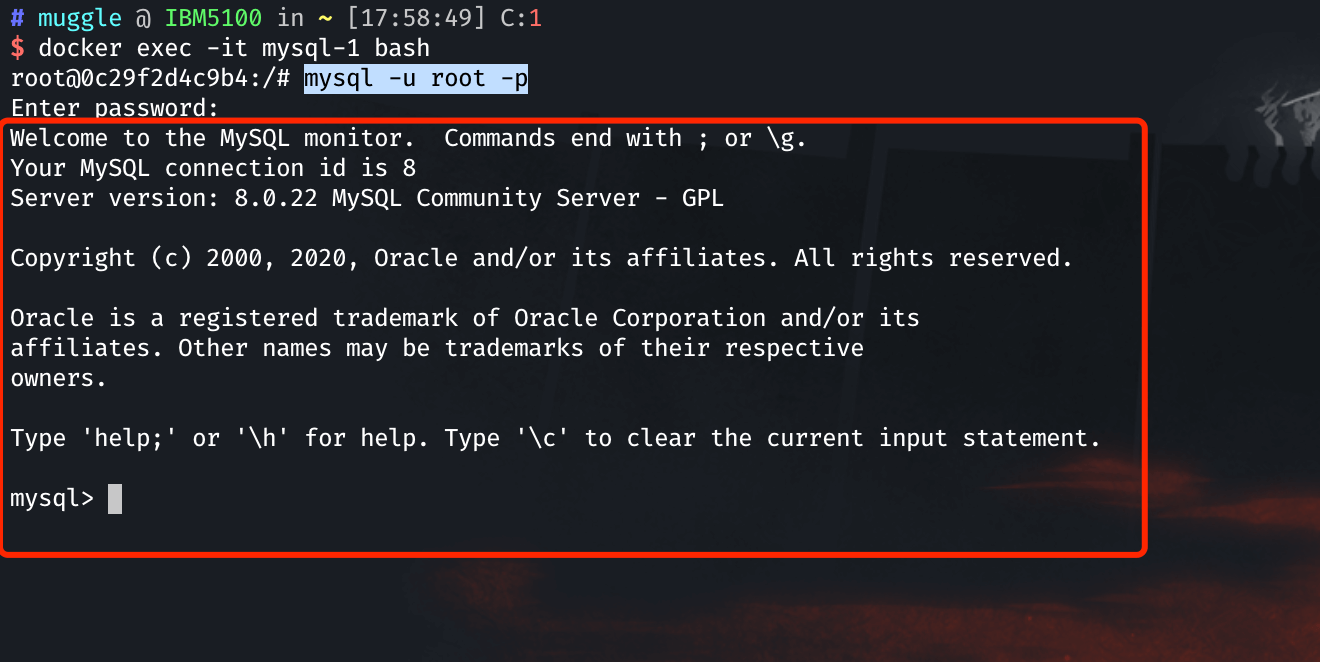 # muggle @ IBM5100 in ~ [17:58:49] C:1
$ docker exec -it mysql-1 bash
root@0c29f2d4c9b4:/# mysql -u root -p
Enter password:
Welcome to the MySQL monitor.  Commands end with ; or \g.
Your MySQL connection id is 8
Server version: 8.0.22 MySQL Community Server - GPL

Copyright (c) 2000, 2020, Oracle and/or its affiliates. All rights reserved.

Oracle is a registered trademark of Oracle Corporation and/or its
affiliates. Other names may be trademarks of their respective
owners.

Type 'help;' or '\h' for help. Type '\c' to clear the current input statement.

mysql>